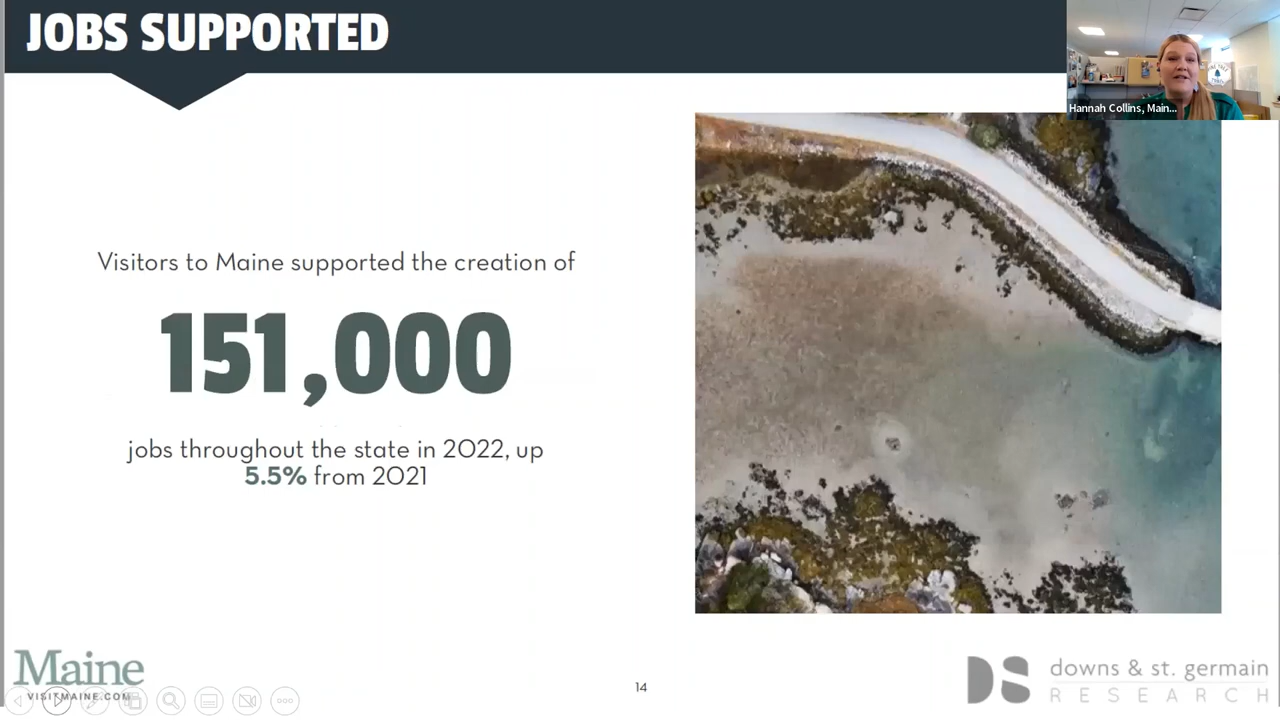 JOBS SUPPORTED
Hannah Collins, Main...
Visitors to Maine supported the creation of
151,000
jobs throughout the state in 2022, up
5.5% from 2021
Maine
VISITMAINE.COM
14
DS
downs & st. germain
RESEARCH